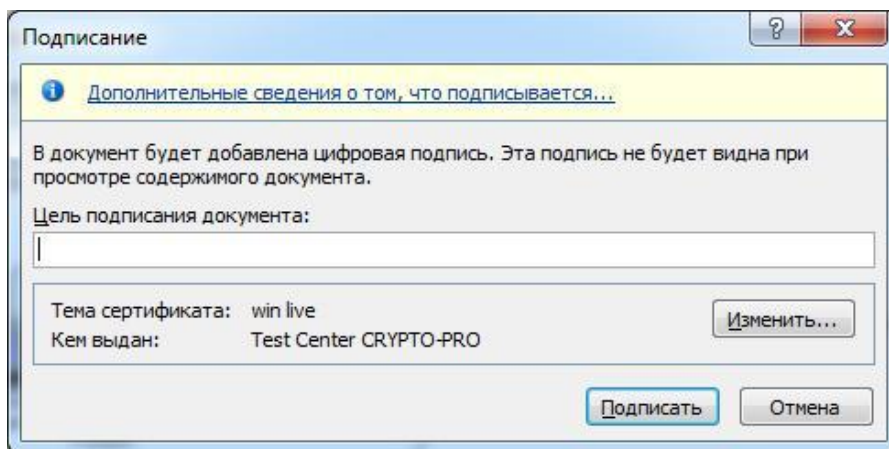 Подписание
Дополнительные сведения о том, что подписывается...
В документ будет добавлена цифровая подпись. Эта подпись не будет видна при
просмотре содержимого документа.
Цель подписания документа:
Тема сертификата: win live
Изменить...
Кем выдан: Test Center CRYPTO-PRO
Подписать Отмена